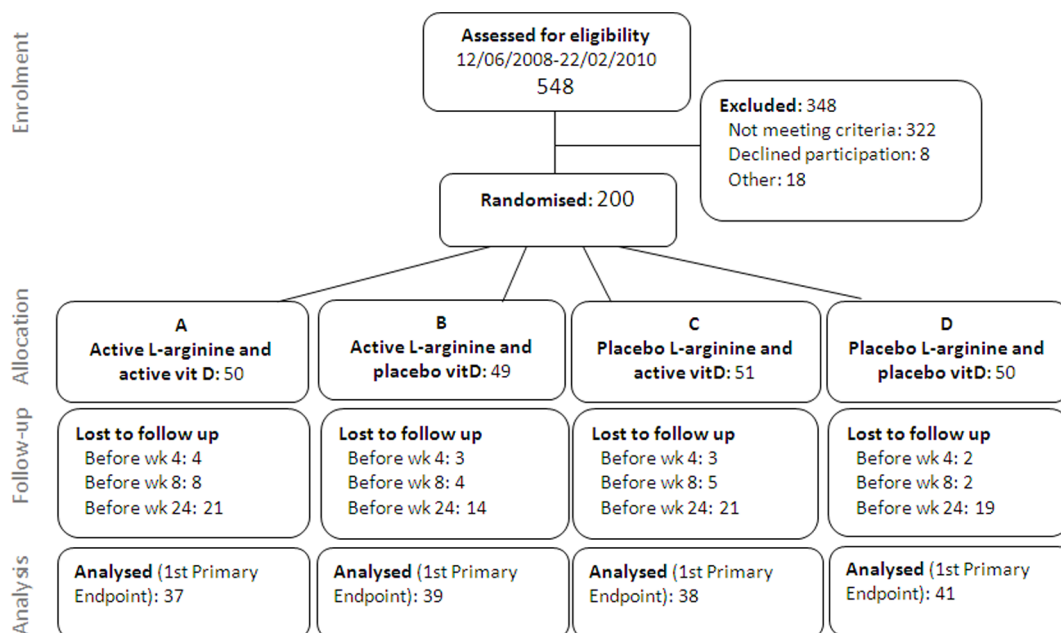 Enrolment
Assessed for eligibility
12/06/2008-22/02/2010
548
Excluded: 348
Not meeting criteria: 322
Declined participation: 8
Other: 18
Randomised: 200
Allocation
A
Active L-arginine and
active vit D: 50
B
Active L-arginine and
placebo vitD: 49
C
Placebo L-arginine and
active vitD: 51
D
Placebo L-arginine and
placebo vitD: 50
Follow-up
Lost to follow up
Before wk 4: 4
Before wk 8: 8
Before wk 24: 21
Lost to follow up
Before wk 4: 3
Before wk 8: 4
Before wk 24: 14
Lost to follow up
Before wk 4: 3
Before wk 8: 5
Before wk 24: 21
Lost to follow up
Before wk 4: 2
Before wk 8: 2
Before wk 24: 19
Analysis
Analysed (1st Primary
Endpoint): 37
Analysed (1st Primary
Endpoint): 39
Analysed (1st Primary
Endpoint): 38
Analysed (1st Primary
Endpoint): 41